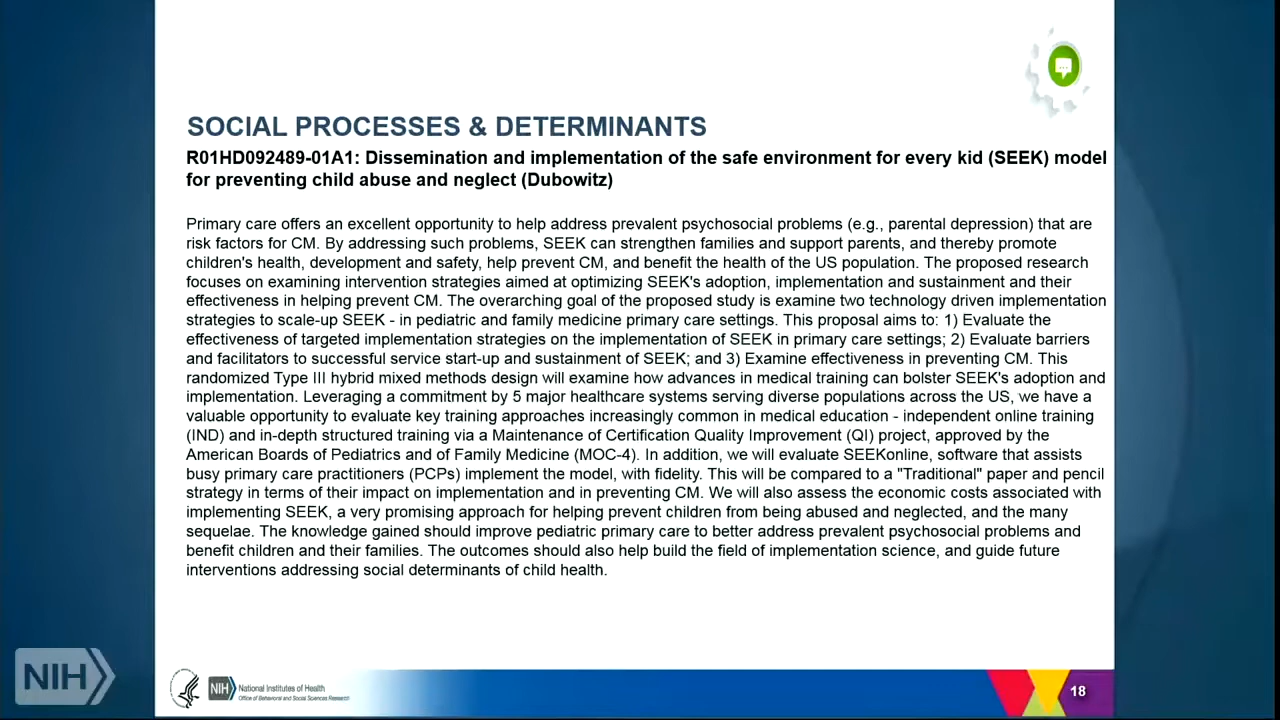 SOCIAL PROCESSES & DETERMINANTS
R01HD092489-01A1: Dissemination and implementation of the safe environment for every kid (SEEK) model
for preventing child abuse and neglect (Dubowitz)
Primary care offers an excellent opportunity to help address prevalent psychosocial problems (e.g., parental depression) that are
risk factors for CM. By addressing such problems, SEEK can strengthen families and support parents, and thereby promote
children's health, development and safety, help prevent CM, and benefit the health of the US population. The proposed research
focuses on examining intervention strategies aimed at optimizing SEEK's adoption, implementation and sustainment and their
effectiveness in helping prevent CM. The overarching goal of the proposed study is examine two technology driven implementation
strategies to scale-up SEEK - in pediatric and family medicine primary care settings. This proposal aims to: 1) Evaluate the
effectiveness of targeted implementation strategies on the implementation of SEEK in primary care settings; 2) Evaluate barriers
and facilitators to successful service start-up and sustainment of SEEK; and 3) Examine effectiveness in preventing CM. This
randomized Type III hybrid mixed methods design will examine how advances in medical training can bolster SEEK's adoption and
implementation. Leveraging a commitment by 5 major healthcare systems serving diverse populations across the US, we have a
valuable opportunity to evaluate key training approaches increasingly common in medical education - independent online training
(IND) and in-depth structured training via a Maintenance of Certification Quality Improvement (QI) project, approved by the
American Boards of Pediatrics and of Family Medicine (MOC-4). In addition, we will evaluate SEEKonline, software that assists
busy primary care practitioners (PCPs) implement the model, with fidelity. This will be compared to a "Traditional" paper and pencil
strategy in terms of their impact on implementation and in preventing CM. We will also assess the economic costs associated with
implementing SEEK, a very promising approach for helping prevent children from being abused and neglected, and the many
sequelae. The knowledge gained should improve pediatric primary care to better address prevalent psychosocial problems and
benefit children and their families. The outcomes should also help build the field of implementation science, and guide future
interventions addressing social determinants of child health.
NIH
NIH
National Institutes of Health
Office of Behavioral and Social Sciences Research
18